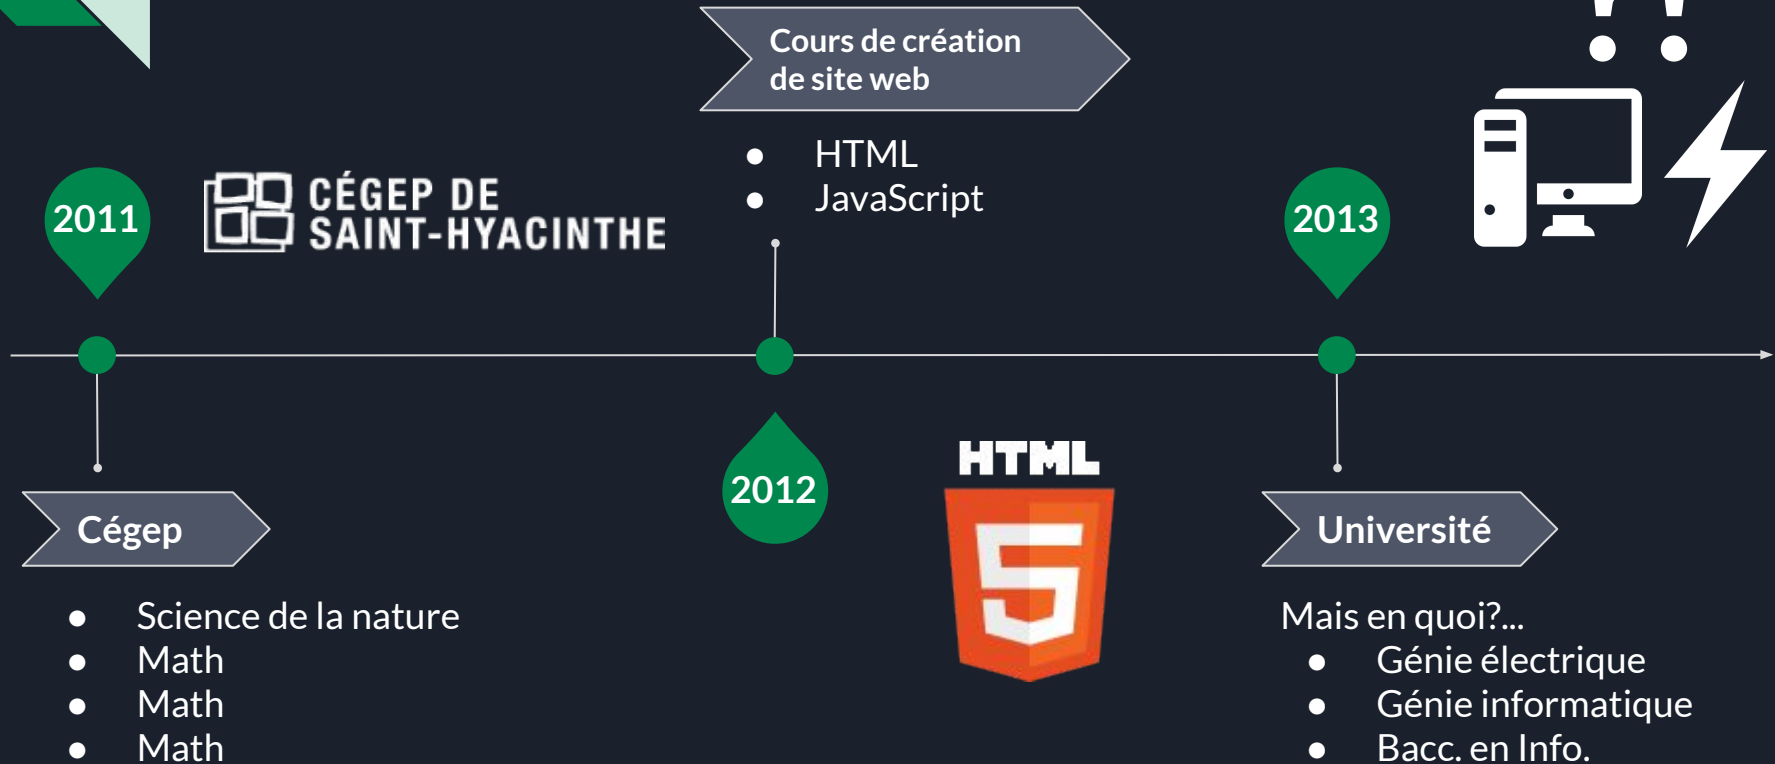 Cours de création
de site web
● HTML
● JavaScript
2011
CÉGEP DE
SAINT-HYACINTHE
2013
2012
HTML
5
Cégep
● Science de la nature
● Math
● Math
● Math
Université
Mais en quoi?...
● Génie électrique
● Génie informatique
● Bacc. en Info.